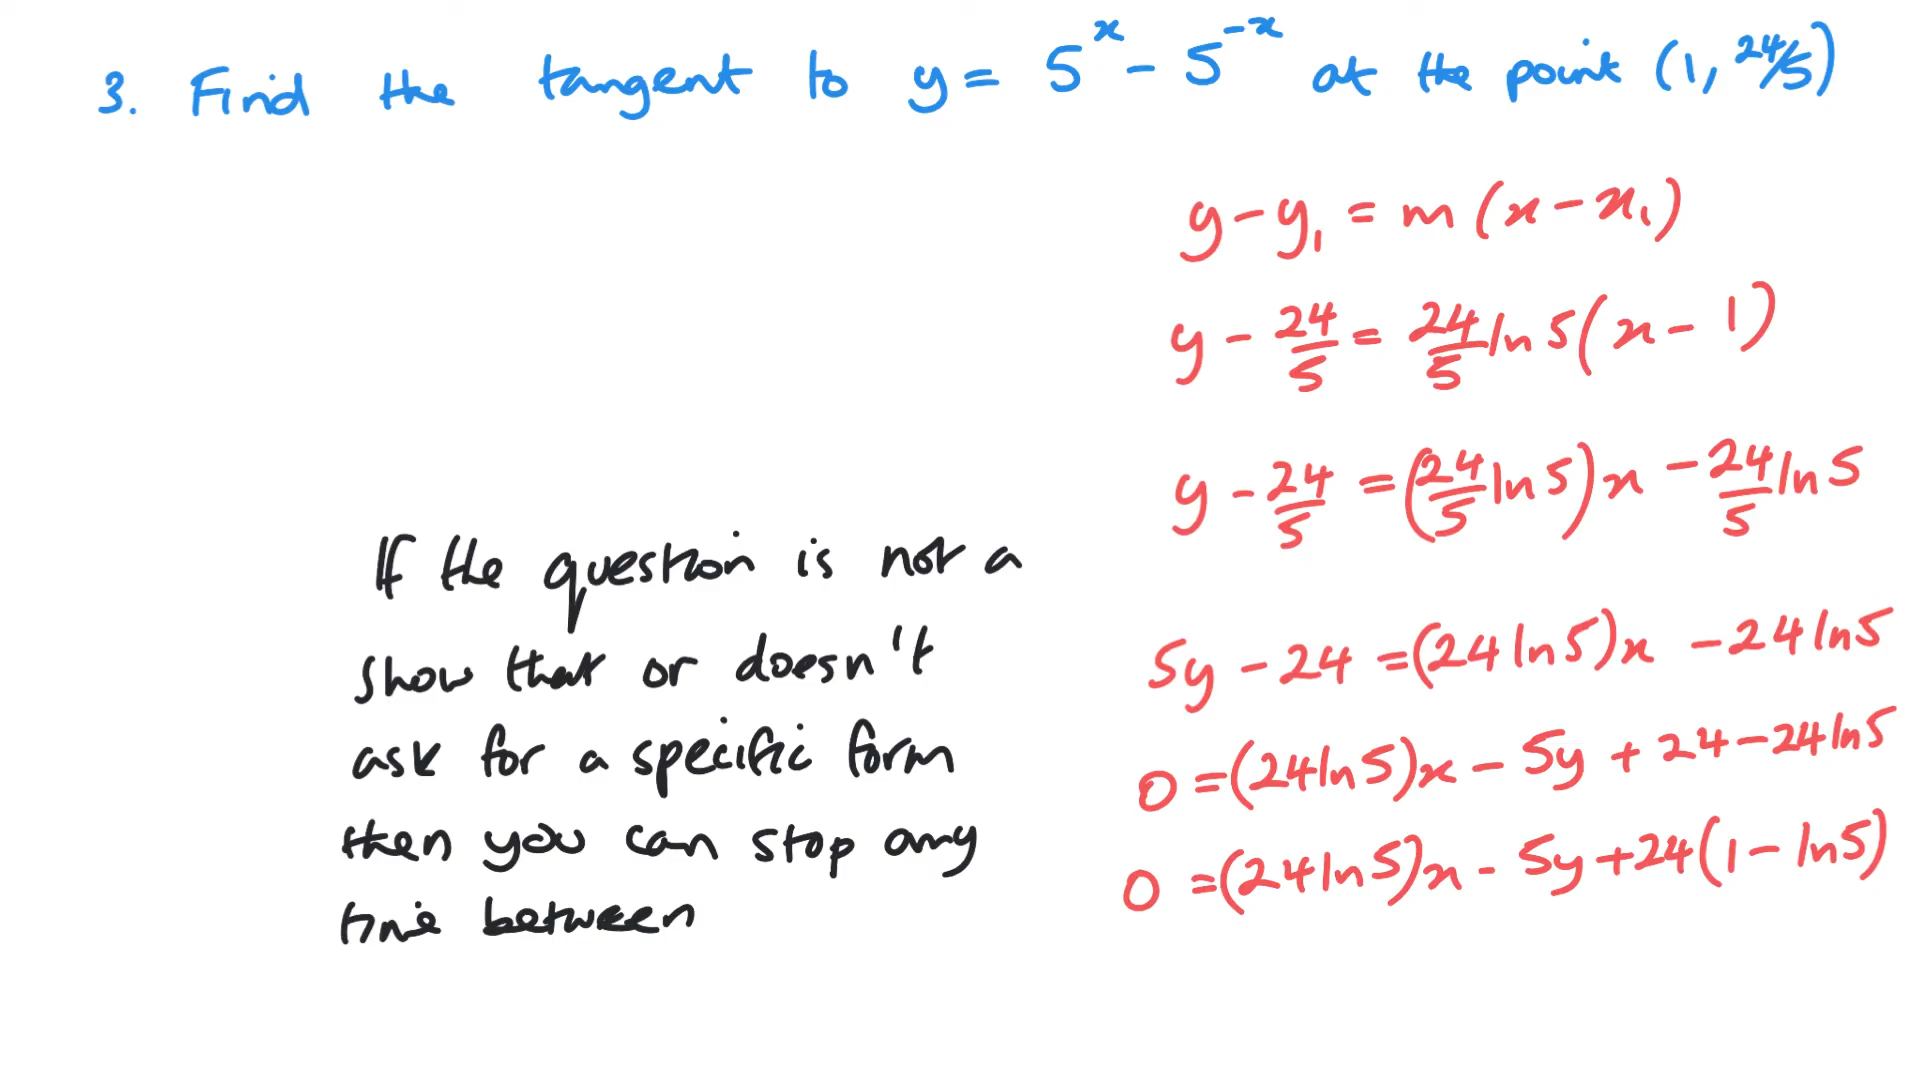 3. Find the tangent to y = 5^x - 5^-x at the point (1, 24/5)
y - y₁ = m(x - x₁)
y - 24/5 = 24/5 ln 5(x - 1)
y - 24/5 = (24/5 ln 5)x - 24/5 ln 5
5y - 24 = (24 ln 5)x - 24 ln 5
0 = (24 ln 5)x - 5y + 24 - 24 ln 5
0 = (24 ln 5)x - 5y + 24(1 - ln 5)
If the question is not a
show that or doesn't
ask for a specific form
then you can stop any
time between